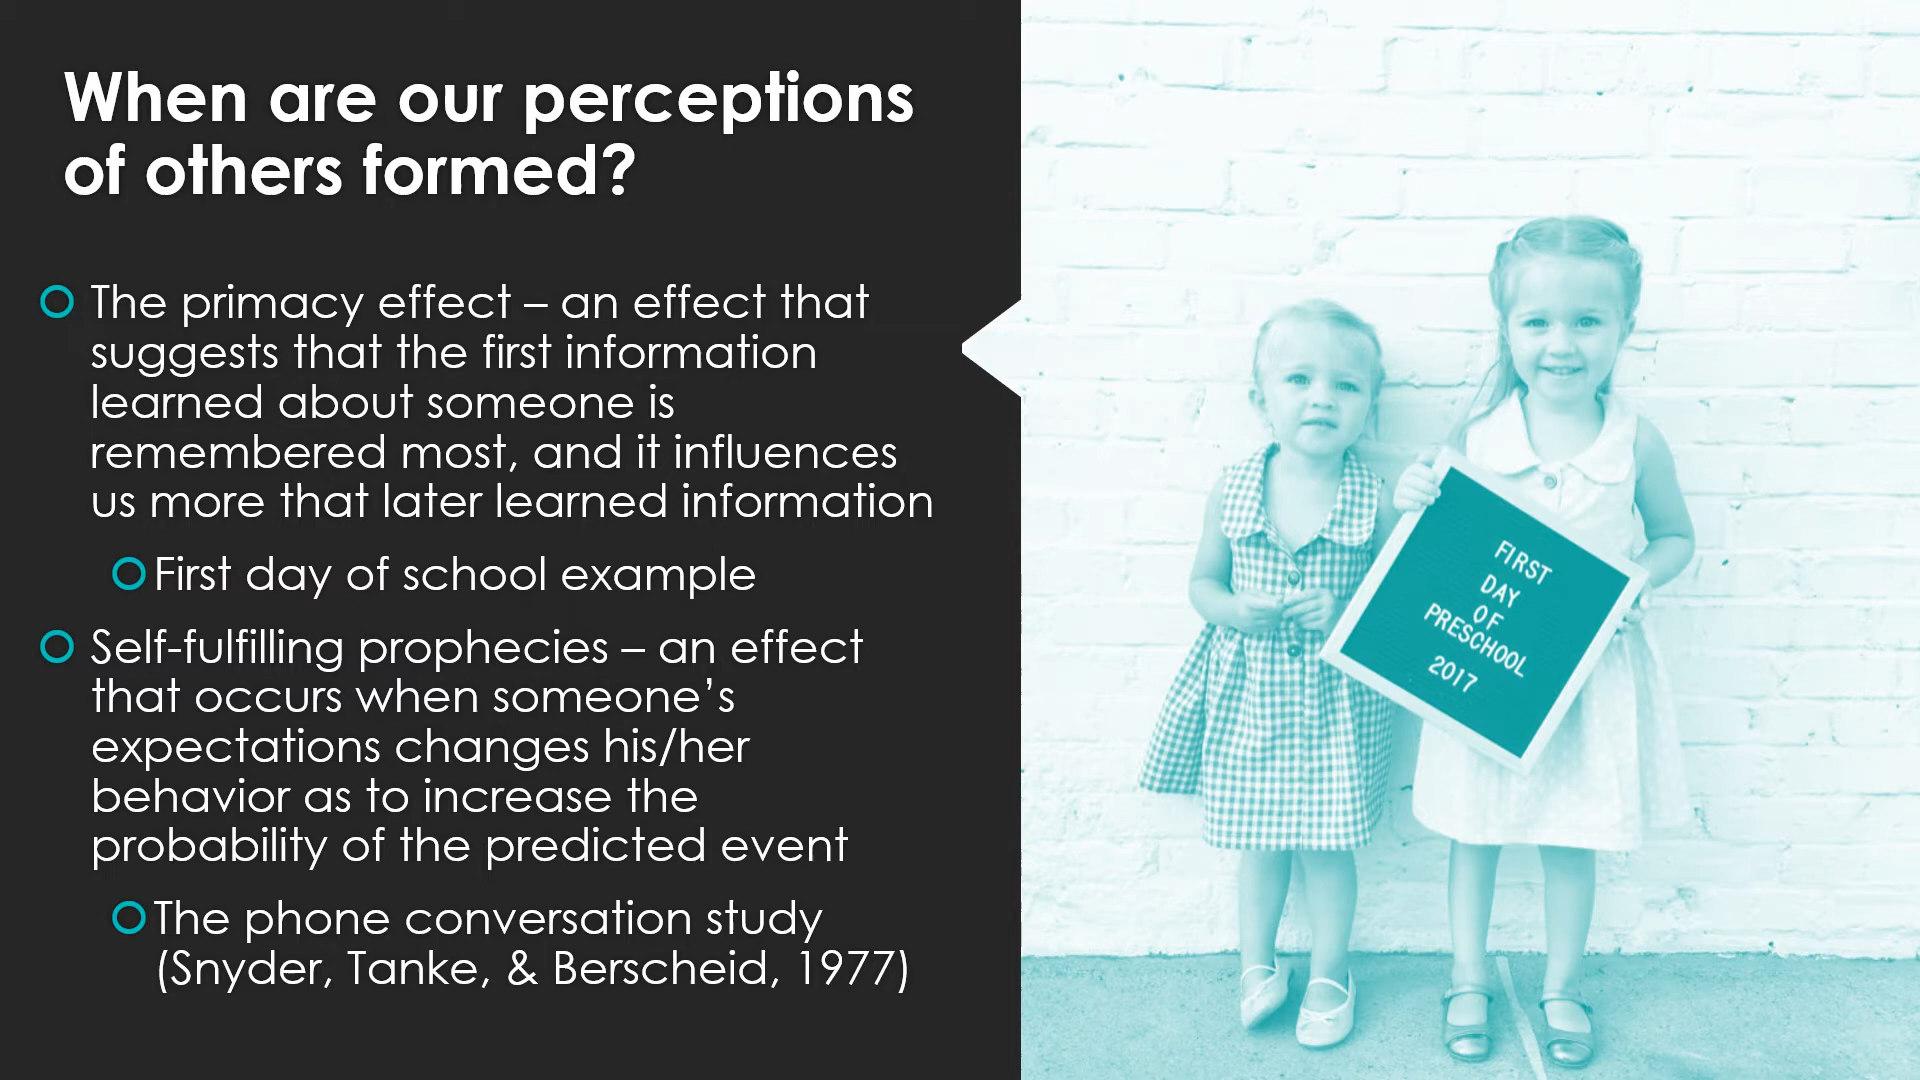 When are our perceptions
of others formed?
The primacy effect – an effect that
suggests that the first information
learned about someone is
remembered most, and it influences
us more that later learned information
First day of school example
Self-fulfilling prophecies – an effect
that occurs when someone’s
expectations changes his/her
behavior as to increase the
probability of the predicted event
The phone conversation study
(Snyder, Tanke, & Berscheid, 1977)
FIRST
DAY
OF
PRESCHOOL
2017